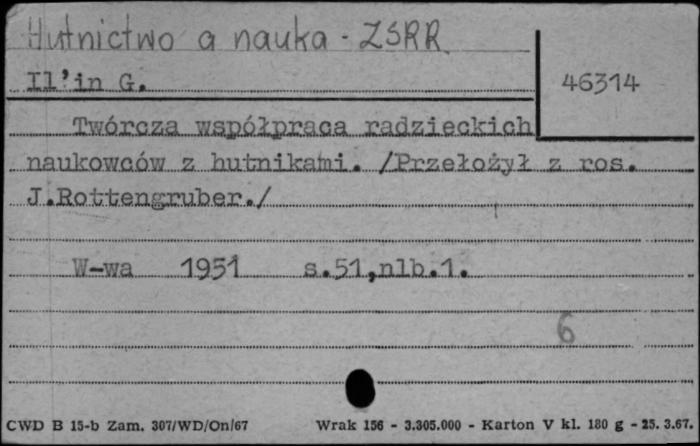 Hutnictwo a nauka - ZSRR
Il'in G.
46314
Twórcza współpraca radzieckich
naukowców z hutnikami. /Przełożył z ros.
J.Rottengruber./
W-wa 1951 s.51,nlb.1.
6
CWD B 15-b Zam. 307/WD/On/67 Wrak 156 - 3.305.000 - Karton V kl. 180 g - 25. 3.67.